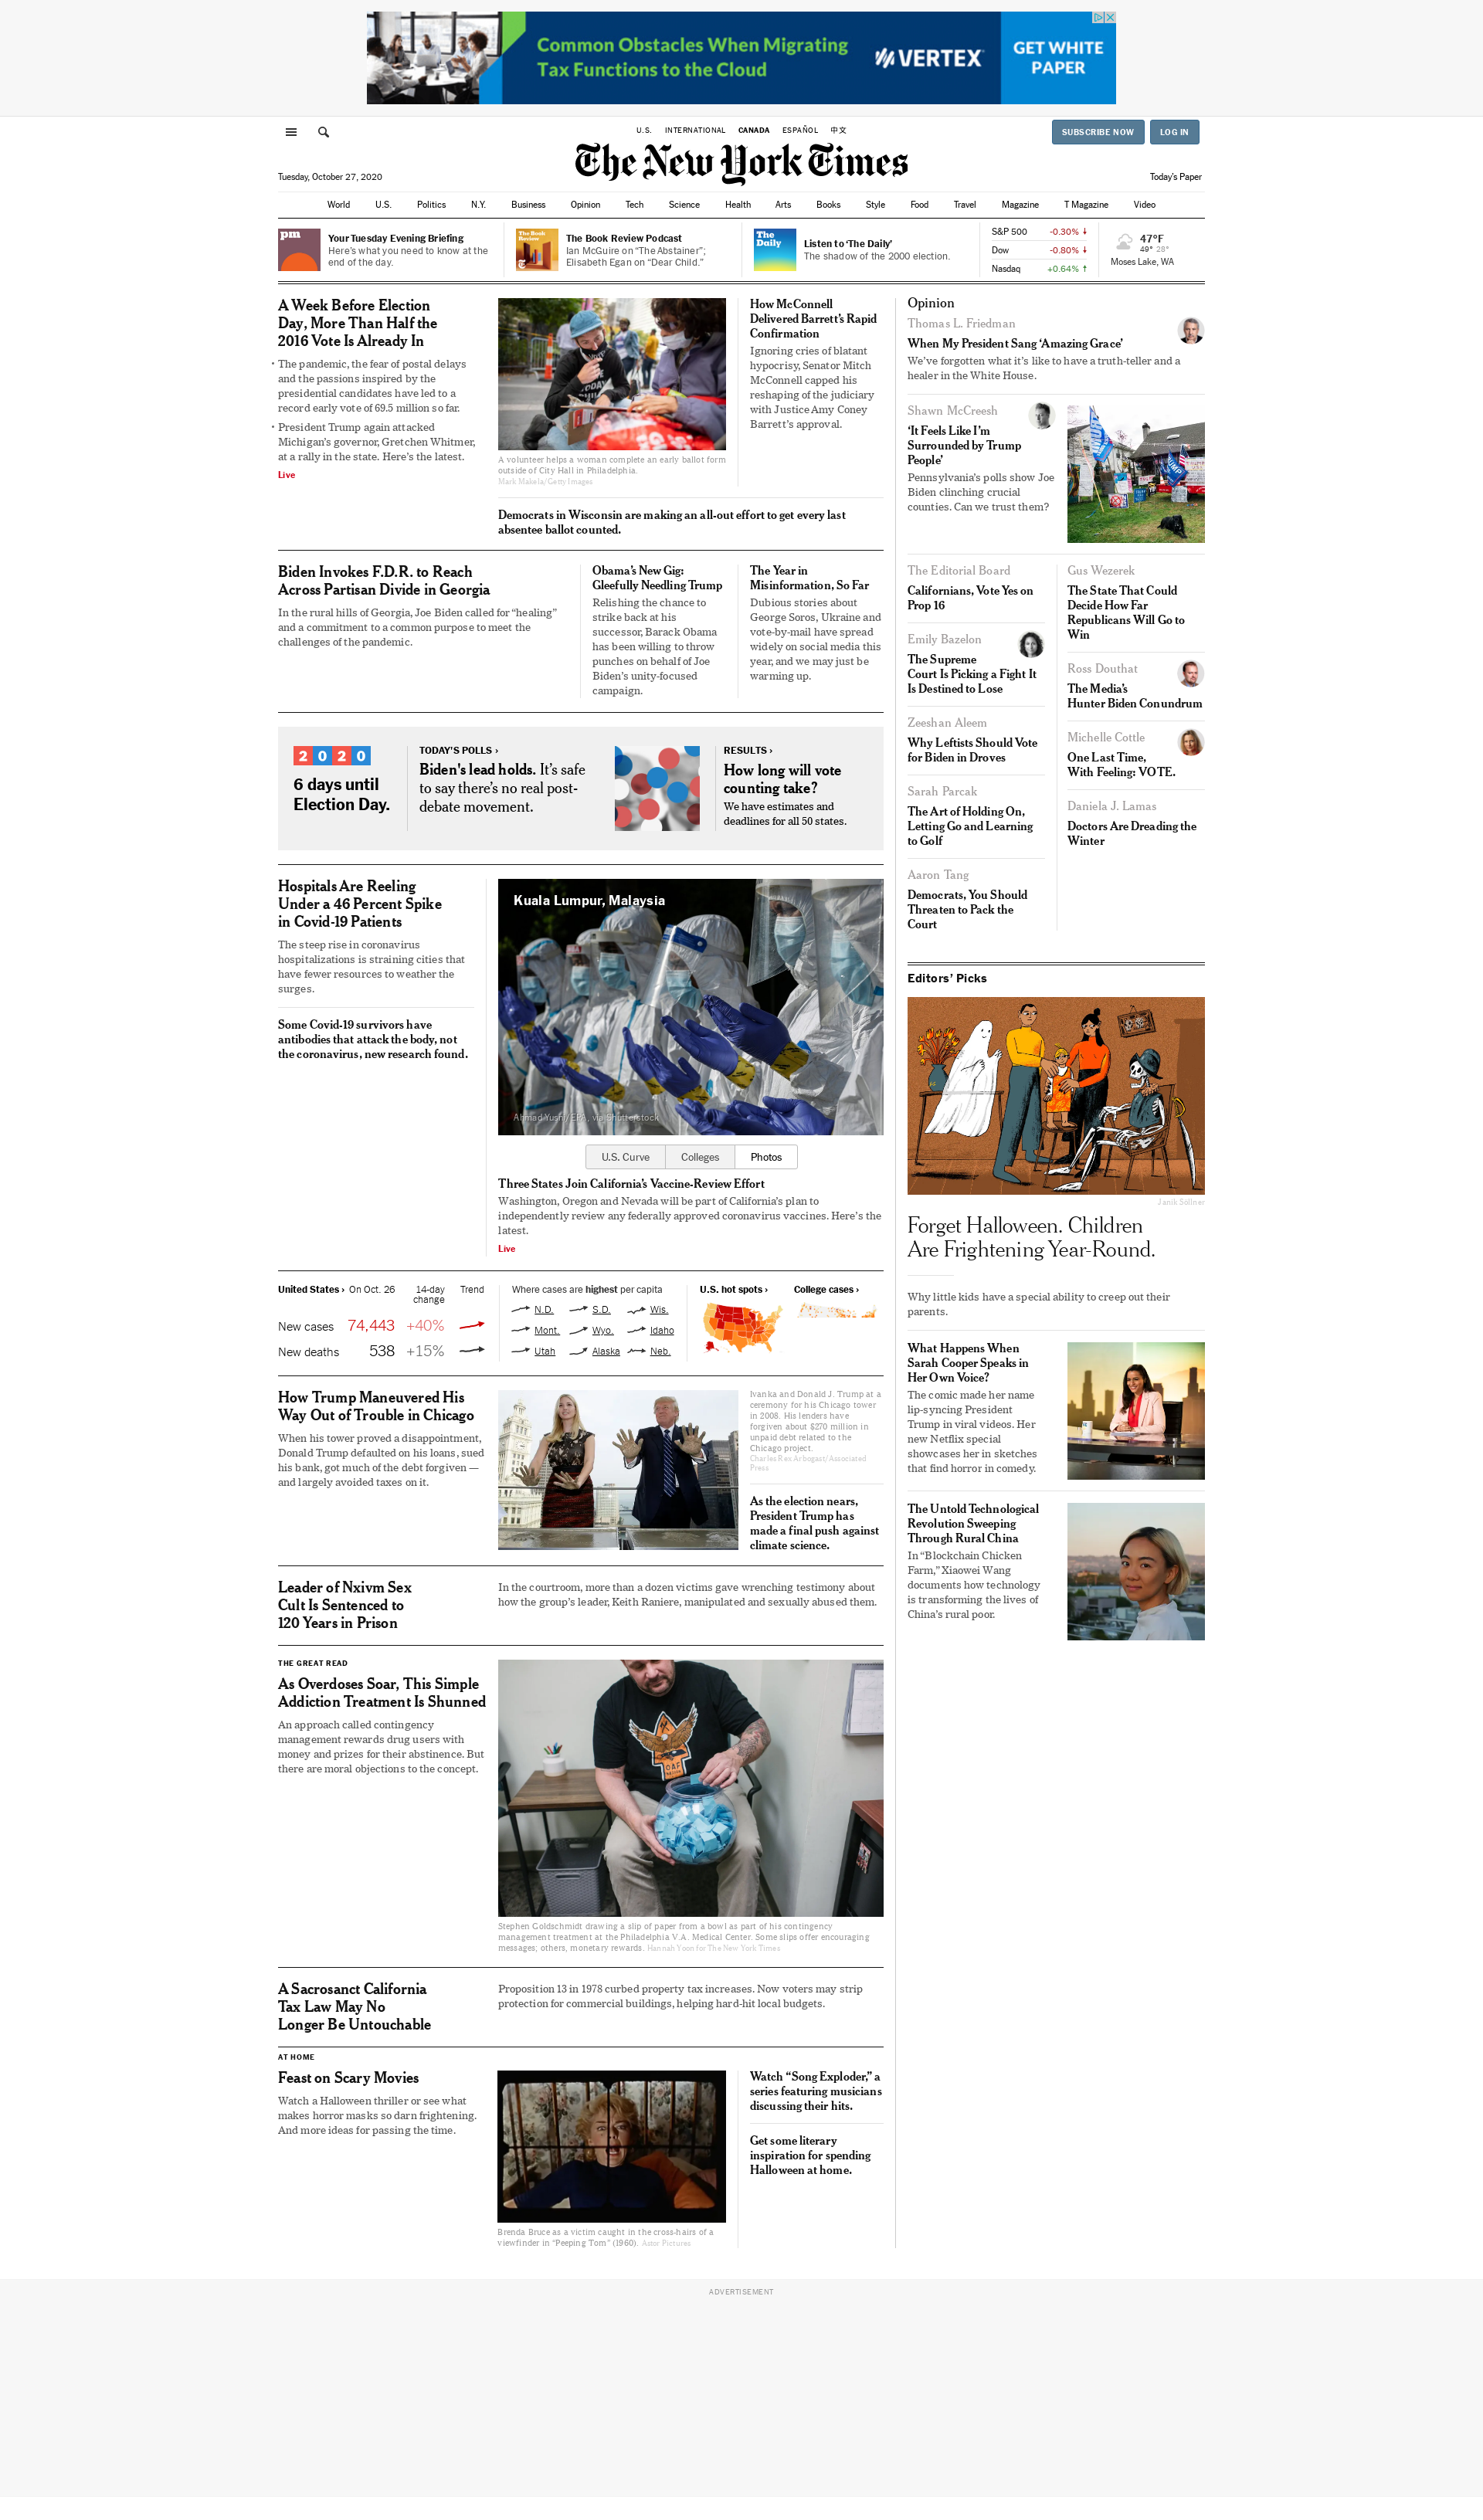 Common Obstacles When Migrating
Tax Functions to the Cloud
VERTEX
GET WHITE
PAPER
U.S.
INTERNATIONAL
CANADA
ESPAÑOL
中文
SUBSCRIBE NOW
LOG IN
The New York Times
Tuesday, October 27, 2020
Today's Paper
World
U.S.
Politics
N.Y.
Business
Opinion
Tech
Science
Health
Arts
Books
Style
Food
Travel
Magazine
T Magazine
Video
pm
Your Tuesday Evening Briefing
Here's what you need to know at the
end of the day.
The Book
Review
The Book Review Podcast
Ian McGuire on “The Abstainer”;
Elisabeth Egan on “Dear Child.”
The
Daily
Listen to ‘The Daily’
The shadow of the 2000 election.
S&P 500 -0.30% ↓
Dow -0.80% ↓
Nasdaq +0.64% ↑
47°F
49° 28°
Moses Lake, WA
A Week Before Election
Day, More Than Half the
2016 Vote Is Already In
• The pandemic, the fear of postal delays
and the passions inspired by the
presidential candidates have led to a
record early vote of 69.5 million so far.
• President Trump again attacked
Michigan’s governor, Gretchen Whitmer,
at a rally in the state. Here’s the latest.
Live
A volunteer helps a woman complete an early ballot form
outside of City Hall in Philadelphia.
Mark Makela/Getty Images
How McConnell
Delivered Barrett’s Rapid
Confirmation
Ignoring cries of blatant
hypocrisy, Senator Mitch
McConnell capped his
reshaping of the judiciary
with Justice Amy Coney
Barrett’s approval.
Democrats in Wisconsin are making an all-out effort to get every last
absentee ballot counted.
Biden Invokes F.D.R. to Reach
Across Partisan Divide in Georgia
In the rural hills of Georgia, Joe Biden called for “healing”
and a commitment to a common purpose to meet the
challenges of the pandemic.
Obama’s New Gig:
Gleefully Needling Trump
Relishing the chance to
strike back at his
successor, Barack Obama
has been willing to throw
punches on behalf of Joe
Biden’s unity-focused
campaign.
The Year in
Misinformation, So Far
Dubious stories about
George Soros, Ukraine and
vote-by-mail have spread
widely on social media this
year, and we may just be
warming up.
2020
6 days until
Election Day.
TODAY’S POLLS ›
Biden's lead holds. It’s safe
to say there’s no real post-
debate movement.
RESULTS ›
How long will vote
counting take?
We have estimates and
deadlines for all 50 states.
Hospitals Are Reeling
Under a 46 Percent Spike
in Covid-19 Patients
The steep rise in coronavirus
hospitalizations is straining cities that
have fewer resources to weather the
surges.
Some Covid-19 survivors have
antibodies that attack the body, not
the coronavirus, new research found.
Kuala Lumpur, Malaysia
Ahmad Yusni/EPA, via Shutterstock
U.S. Curve
Colleges
Photos
Three States Join California’s Vaccine-Review Effort
Washington, Oregon and Nevada will be part of California’s plan to
independently review any federally approved coronavirus vaccines. Here’s the
latest.
Live
United States › On Oct. 26 14-day
change Trend
New cases 74,443 +40%
New deaths 538 +15%
Where cases are highest per capita
N.D. S.D. Wis.
Mont. Wyo. Idaho
Utah Alaska Neb.
U.S. hot spots ›
College cases ›
How Trump Maneuvered His
Way Out of Trouble in Chicago
When his tower proved a disappointment,
Donald Trump defaulted on his loans, sued
his bank, got much of the debt forgiven —
and largely avoided taxes on it.
Ivanka and Donald J. Trump at a
ceremony for his Chicago tower
in 2008. His lenders have
forgiven about $270 million in
unpaid debt related to the
Chicago project.
Charles Rex Arbogast/Associated
Press
As the election nears,
President Trump has
made a final push against
climate science.
Leader of Nxivm Sex
Cult Is Sentenced to
120 Years in Prison
In the courtroom, more than a dozen victims gave wrenching testimony about
how the group’s leader, Keith Raniere, manipulated and sexually abused them.
THE GREAT READ
As Overdoses Soar, This Simple
Addiction Treatment Is Shunned
An approach called contingency
management rewards drug users with
money and prizes for their abstinence. But
there are moral objections to the concept.
Stephen Goldschmidt drawing a slip of paper from a bowl as part of his contingency
management treatment at the Philadelphia V.A. Medical Center. Some slips offer encouraging
messages; others, monetary rewards. Hannah Yoon for The New York Times
A Sacrosanct California
Tax Law May No
Longer Be Untouchable
Proposition 13 in 1978 curbed property tax increases. Now voters may strip
protection for commercial buildings, helping hard-hit local budgets.
AT HOME
Feast on Scary Movies
Watch a Halloween thriller or see what
makes horror masks so darn frightening.
And more ideas for passing the time.
Brenda Bruce as a victim caught in the cross-hairs of a
viewfinder in “Peeping Tom” (1960). Astor Pictures
Watch “Song Exploder,” a
series featuring musicians
discussing their hits.
Get some literary
inspiration for spending
Halloween at home.
Opinion
Thomas L. Friedman
When My President Sang ‘Amazing Grace’
We’ve forgotten what it’s like to have a truth-teller and a
healer in the White House.
Shawn McCreesh
‘It Feels Like I’m
Surrounded by Trump
People’
Pennsylvania’s polls show Joe
Biden clinching crucial
counties. Can we trust them?
The Editorial Board
Californians, Vote Yes on
Prop 16
Emily Bazelon
The Supreme
Court Is Picking a Fight It
Is Destined to Lose
Zeeshan Aleem
Why Leftists Should Vote
for Biden in Droves
Sarah Parcak
The Art of Holding On,
Letting Go and Learning
to Golf
Aaron Tang
Democrats, You Should
Threaten to Pack the
Court
Gus Wezerek
The State That Could
Decide How Far
Republicans Will Go to
Win
Ross Douthat
The Media’s
Hunter Biden Conundrum
Michelle Cottle
One Last Time,
With Feeling: VOTE.
Daniela J. Lamas
Doctors Are Dreading the
Winter
Editors’ Picks
Janik Söllner
Forget Halloween. Children
Are Frightening Year-Round.
Why little kids have a special ability to creep out their
parents.
What Happens When
Sarah Cooper Speaks in
Her Own Voice?
The comic made her name
lip-syncing President
Trump in viral videos. Her
new Netflix special
showcases her in sketches
that find horror in comedy.
The Untold Technological
Revolution Sweeping
Through Rural China
In “Blockchain Chicken
Farm,” Xiaowei Wang
documents how technology
is transforming the lives of
China’s rural poor.
ADVERTISEMENT